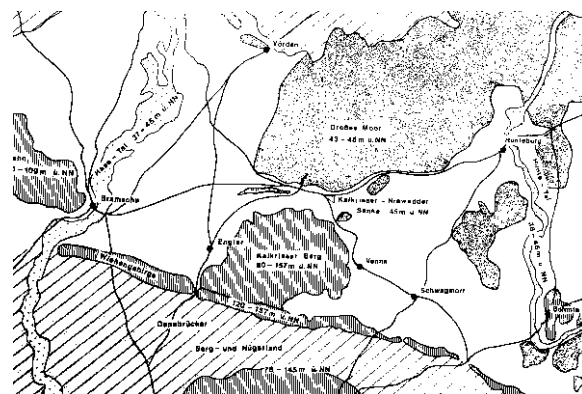 Vörden
Großes Moor
43 - 46 m ü.NN
Hunteburg
Hase - Tal 37 - 45 m ü.NN
Bramsche
Kalkrieser - Niewedder
Senke 45 m ü.NN
Kalkrieser Berg
80 - 157 m ü.NN
Engter
Venne
Wiehengebirge
Schwagstorf
120 - 157 m ü.NN
Bohmte
Osnabrücker
Berg - und Hügelland
78 - 145 m ü.NN